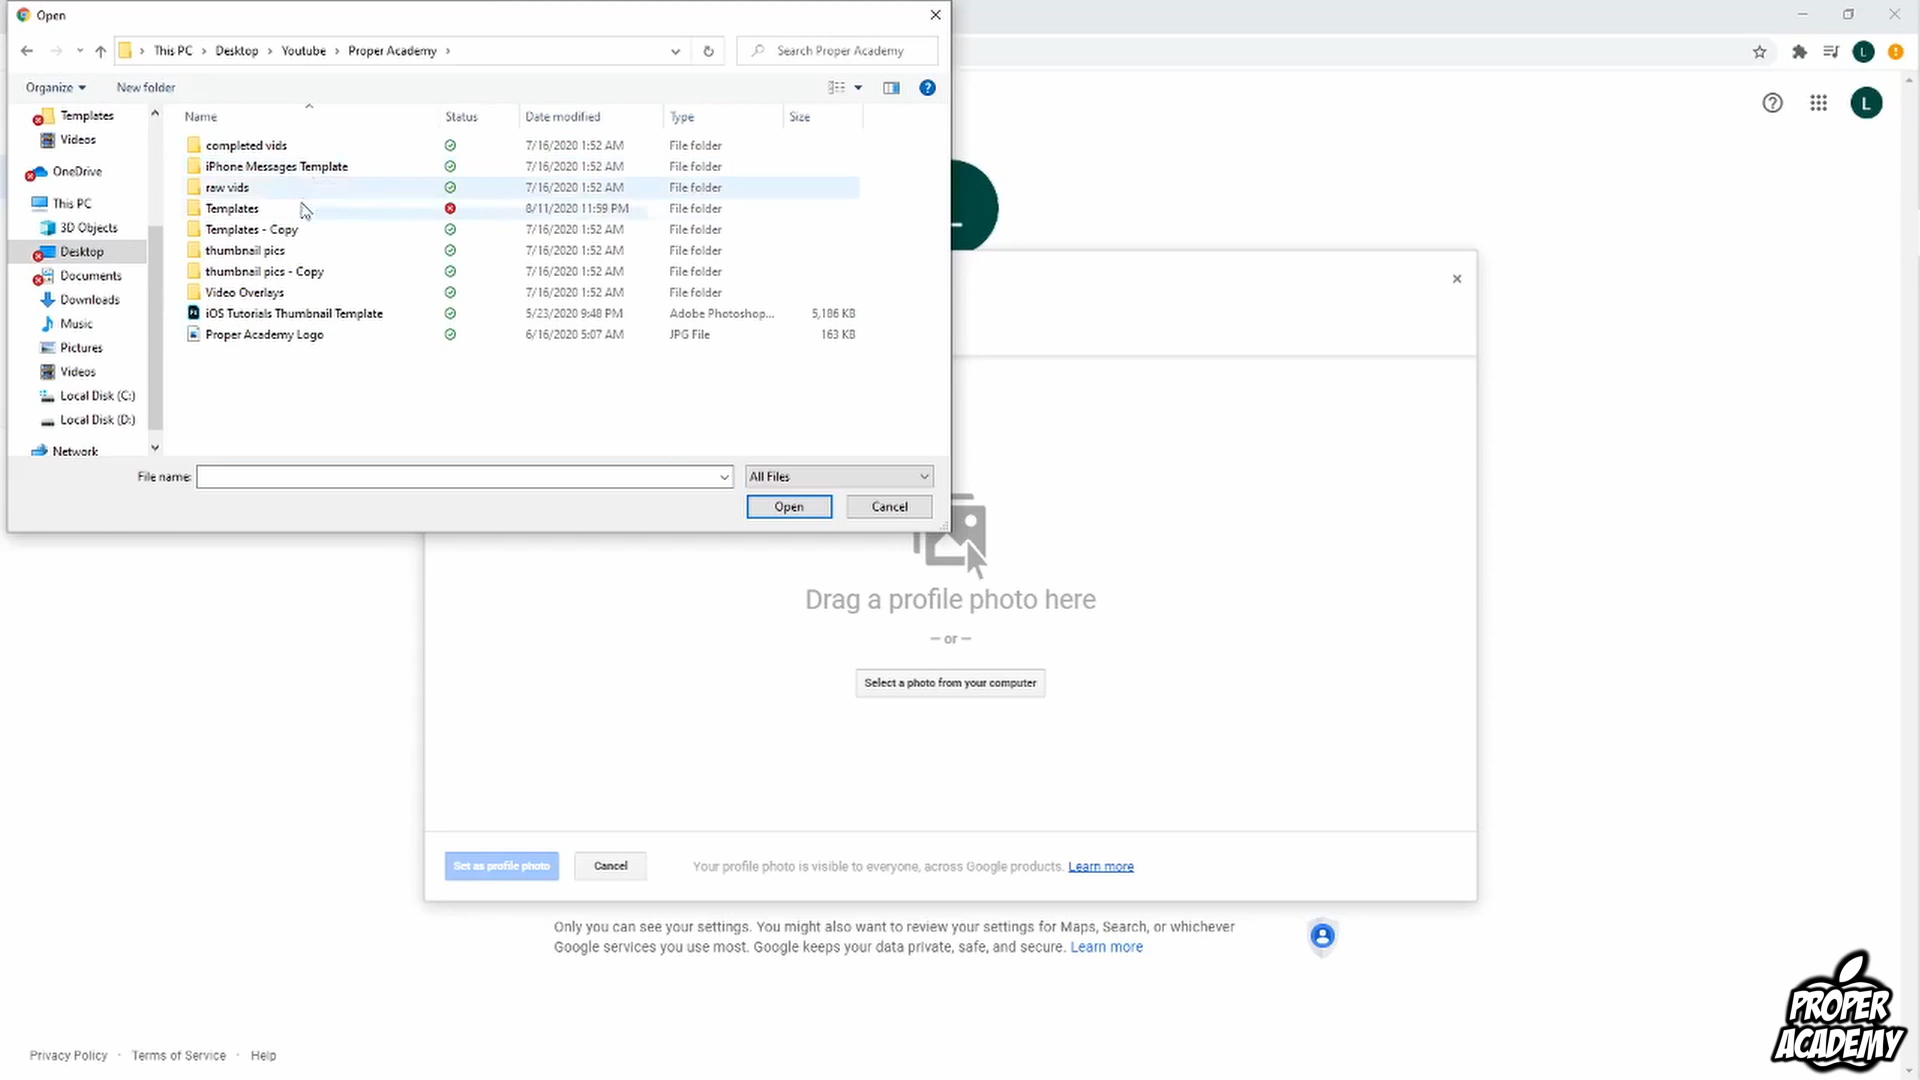 Open
This PC > Desktop > Youtube > Proper Academy >
Search Proper Academy
Organize
New folder
Name Status Date modified Type Size
Templates
Videos
OneDrive
This PC
3D Objects
Desktop
Documents
Downloads
Music
Pictures
Videos
Local Disk (C:)
Local Disk (D:)
Network
completed vids 7/16/2020 1:52 AM File folder
iPhone Messages Template 7/16/2020 1:52 AM File folder
raw vids 7/16/2020 1:52 AM File folder
Templates 8/11/2020 11:59 PM File folder
Templates - Copy 7/16/2020 1:52 AM File folder
thumbnail pics 7/16/2020 1:52 AM File folder
thumbnail pics - Copy 7/16/2020 1:52 AM File folder
Video Overlays 7/16/2020 1:52 AM File folder
iOS Tutorials Thumbnail Template 5/23/2020 9:48 PM Adobe Photoshop... 5,186 KB
Proper Academy Logo 6/16/2020 5:07 AM JPG File 163 KB
File name:
All Files
Open
Cancel
L
L
Drag a profile photo here
— or —
Select a photo from your computer
Set as profile photo
Cancel
Your profile photo is visible to everyone, across Google products. Learn more
Only you can see your settings. You might also want to review your settings for Maps, Search, or whichever
Google services you use most. Google keeps your data private, safe, and secure. Learn more
Privacy Policy · Terms of Service · Help
PROPER
ACADEMY